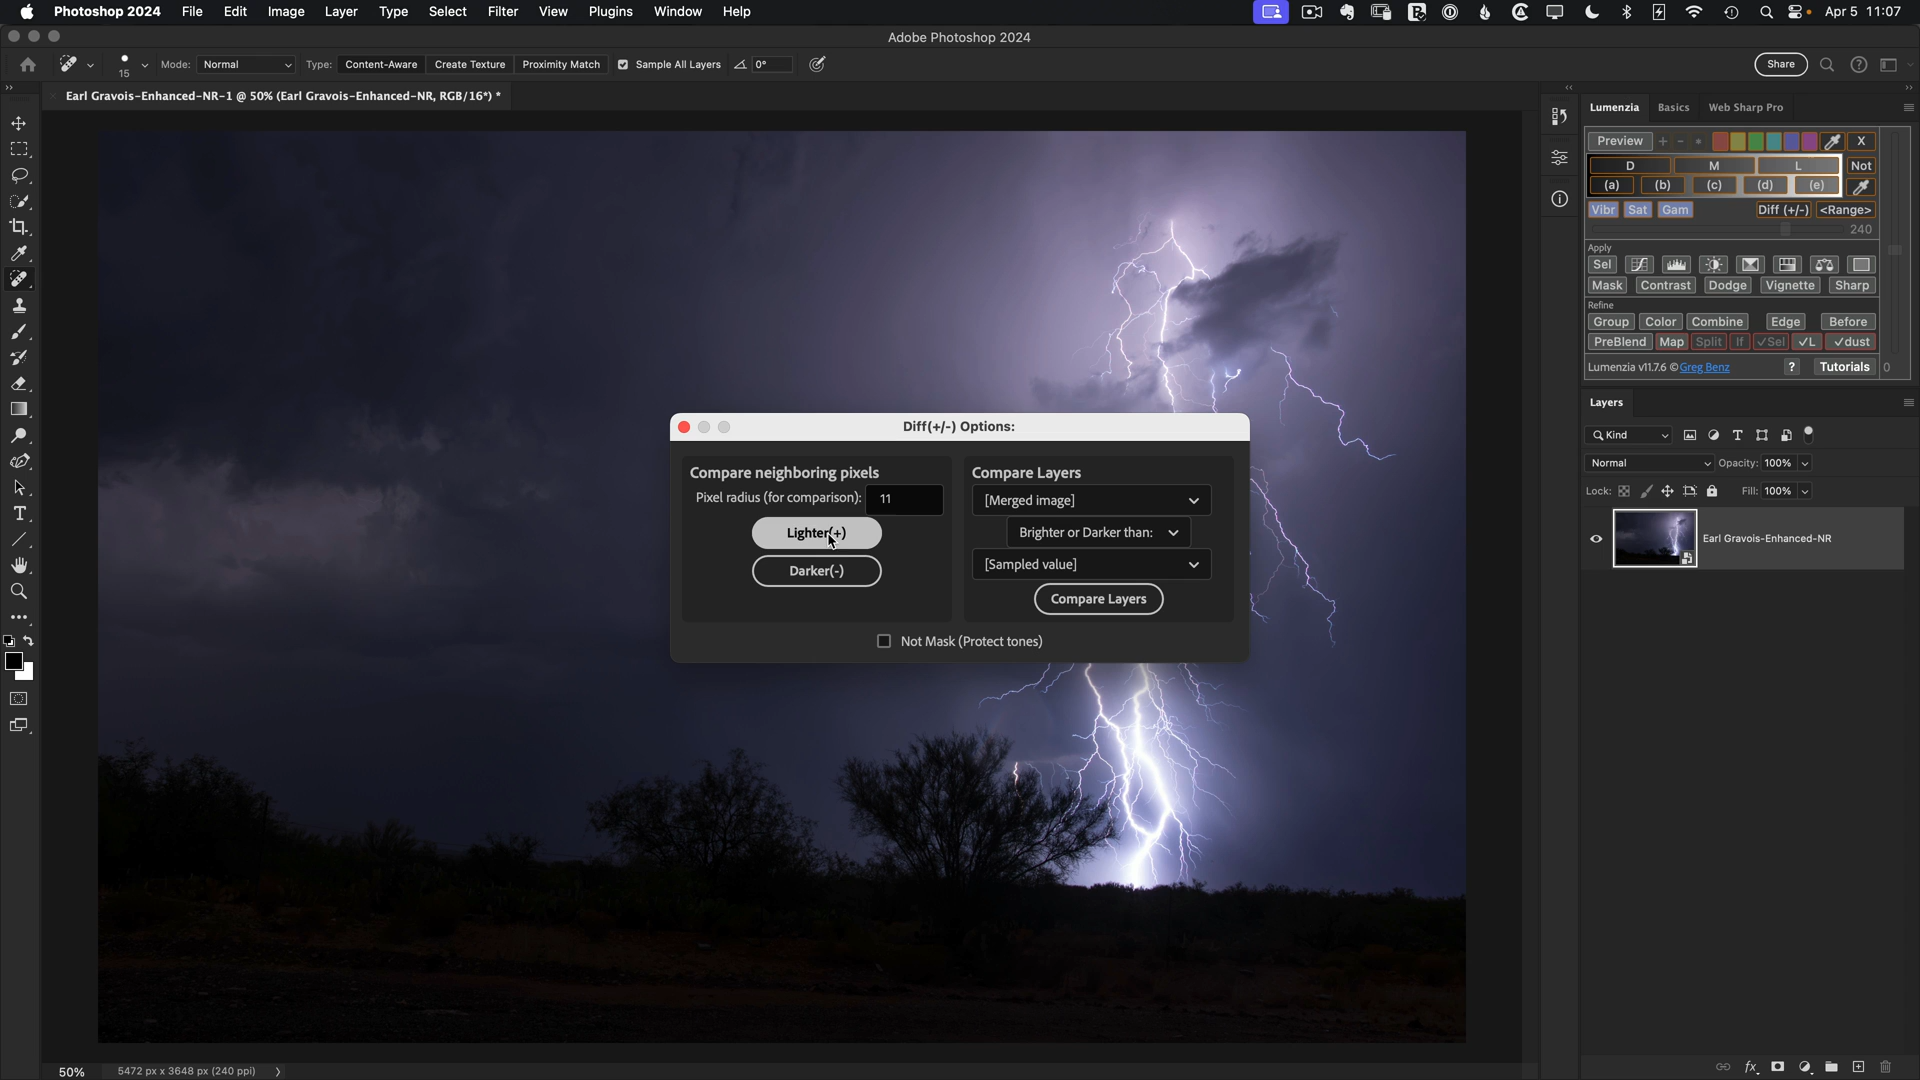 Photoshop 2024 File Edit Image Layer Type Select Filter View Plugins Window Help Apr 5 11:07
Adobe Photoshop 2024
15 Mode: Normal Type: Content-Aware Create Texture Proximity Match Sample All Layers 0° Share
Earl Gravois-Enhanced-NR-1 @ 50% (Earl Gravois-Enhanced-NR, RGB/16*) *
Lumenzia Basics Web Sharp Pro
Preview + - * X
D M L Not
(a) (b) (c) (d) (e)
Vibr Sat Gam Diff (+/-) <Range>
240
Apply
Sel
Mask Contrast Dodge Vignette Sharp
Refine
Group Color Combine Edge Before
PreBlend Map Split If ✓Sel ✓L ✓dust
Lumenzia v11.7.6 © Greg Benz ? Tutorials 0
Layers
Kind
Normal Opacity: 100%
Lock: Fill: 100%
Earl Gravois-Enhanced-NR
Diff(+/-) Options:
Compare neighboring pixels
Pixel radius (for comparison): 11
Lighter(+)
Darker(-)
Compare Layers
[Merged image]
Brighter or Darker than:
[Sampled value]
Compare Layers
Not Mask (Protect tones)
50% 5472 px x 3648 px (240 ppi)
fx